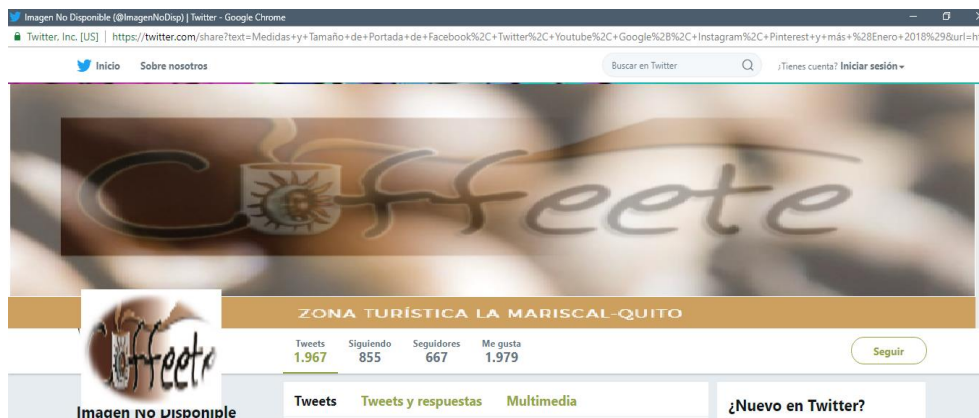 Imagen No Disponible (@ImagenNoDisp) | Twitter - Google Chrome
Twitter, Inc. [US] | https://twitter.com/share?text=Medidas+y+Tamaño+de+Portada+de+Facebook%2C+Twitter%2C+Youtube%2C+Google%2B%2C+Instagram%2C+Pinterest+y+más+%28Enero+2018%29&url=h
Inicio Sobre nosotros Buscar en Twitter ¿Tienes cuenta? Iniciar sesión
Coffeete
ZONA TURÍSTICA LA MARISCAL-QUITO
Coffeete
Tweets Siguiendo Seguidores Me gusta
1.967 855 667 1.979 Seguir
Imagen No Disponible
Tweets Tweets y respuestas Multimedia
¿Nuevo en Twitter?